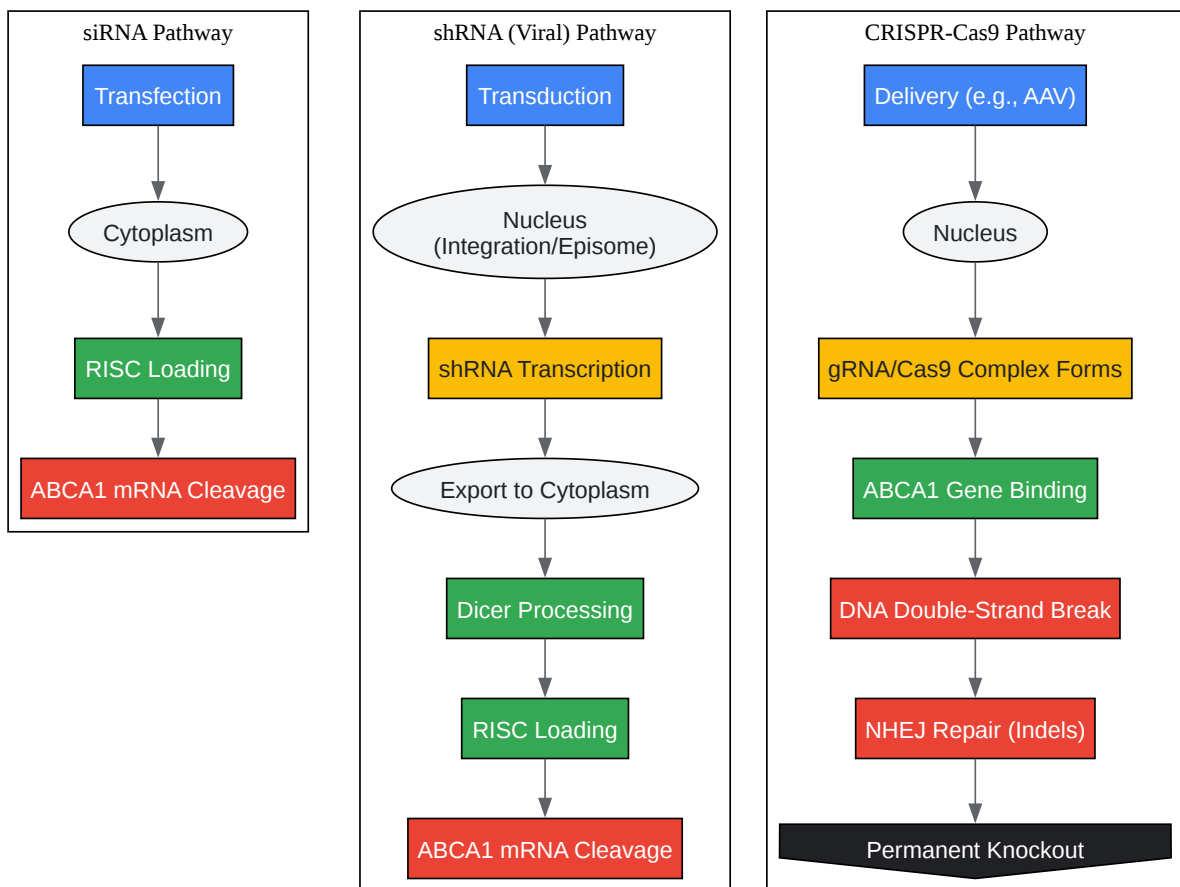 siRNA Pathway
Transfection
Cytoplasm
RISC Loading
ABCA1 mRNA Cleavage
shRNA (Viral) Pathway
Transduction
Nucleus
(Integration/Episome)
shRNA Transcription
Export to Cytoplasm
Dicer Processing
RISC Loading
ABCA1 mRNA Cleavage
CRISPR-Cas9 Pathway
Delivery (e.g., AAV)
Nucleus
gRNA/Cas9 Complex Forms
ABCA1 Gene Binding
DNA Double-Strand Break
NHEJ Repair (Indels)
Permanent Knockout